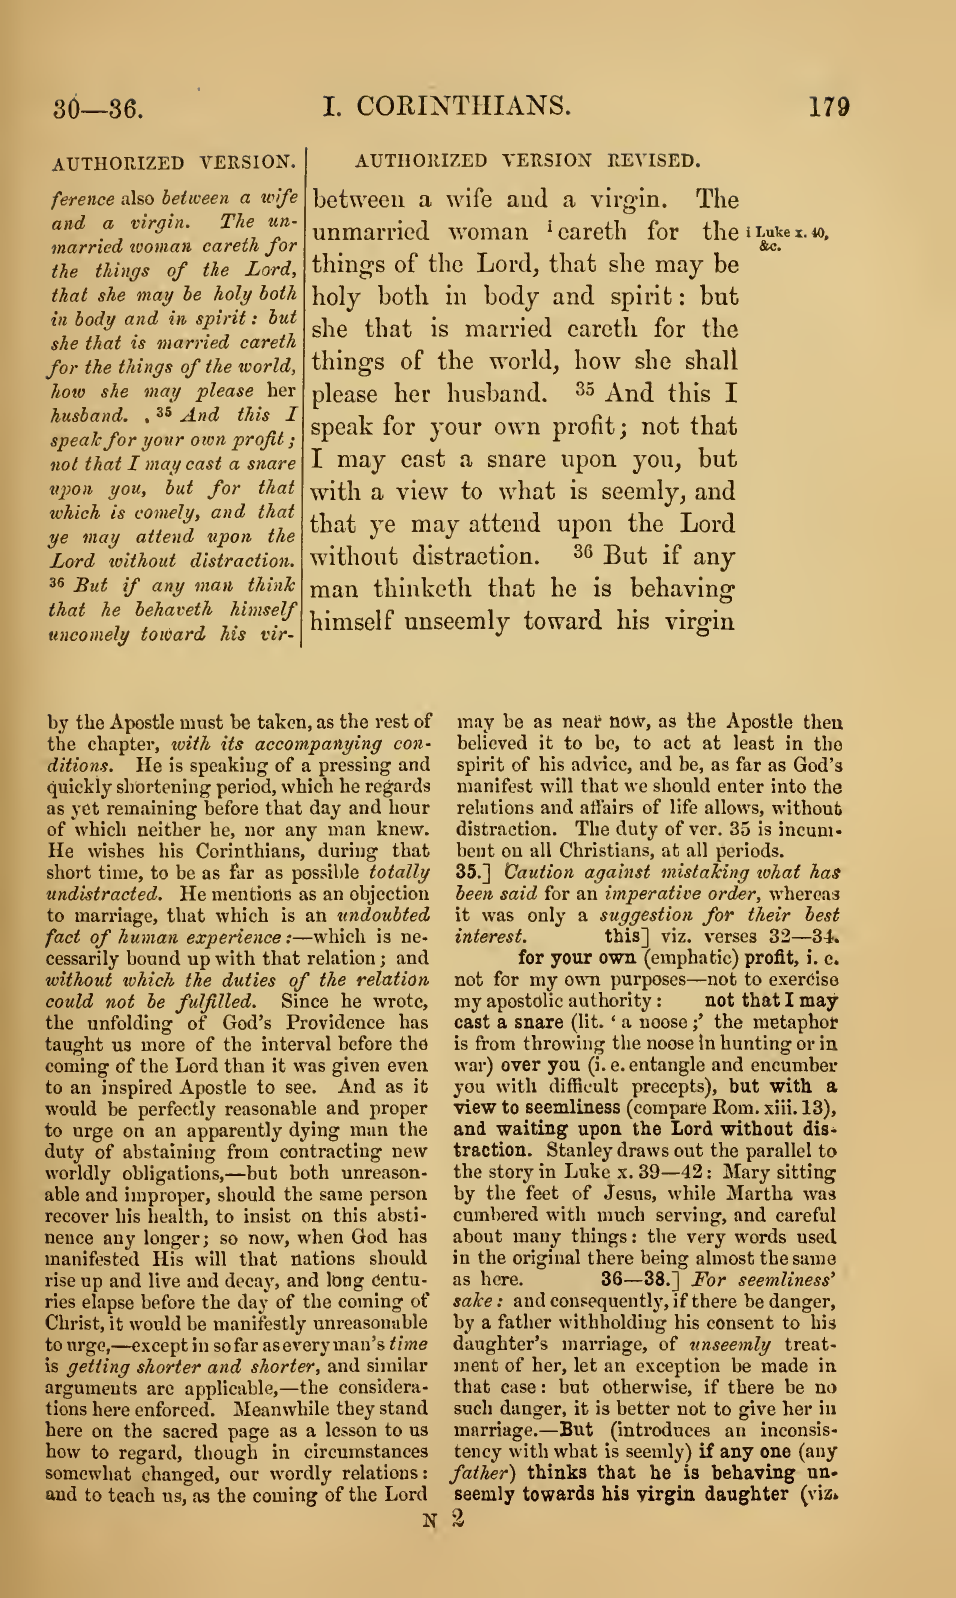 30—36.
I. CORINTHIANS.
179
AUTHORIZED VERSION.
ference also between a wife
and a virgin. The un-
married woman careth for
the things of the Lord,
that she may be holy both
in body and in spirit: but
she that is married careth
for the things of the world,
how she may please her
husband. 35 And this I
speak for your own profit;
not that I may cast a snare
upon you, but for that
which is comely, and that
ye may attend upon the
Lord without distraction.
36 But if any man think
that he behaveth himself
uncomely toward his vir-
AUTHORIZED VERSION REVISED.
between a wife and a virgin. The
unmarried woman i careth for the
things of the Lord, that she may be
holy both in body and spirit: but
she that is married careth for the
things of the world, how she shall
please her husband. 35 And this I
speak for your own profit; not that
I may cast a snare upon you, but
with a view to what is seemly, and
that ye may attend upon the Lord
without distraction. 36 But if any
man thinketh that he is behaving
himself unseemly toward his virgin
i Luke x. 40,
&c.
by the Apostle must be taken, as the rest of
the chapter, with its accompanying con-
ditions. He is speaking of a pressing and
quickly shortening period, which he regards
as yet remaining before that day and hour
of which neither he, nor any man knew.
He wishes his Corinthians, during that
short time, to be as far as possible totally
undistracted. He mentions as an objection
to marriage, that which is an undoubted
fact of human experience:—which is ne-
cessarily bound up with that relation; and
without which the duties of the relation
could not be fulfilled. Since he wrote,
the unfolding of God's Providence has
taught us more of the interval before the
coming of the Lord than it was given even
to an inspired Apostle to see. And as it
would be perfectly reasonable and proper
to urge on an apparently dying man the
duty of abstaining from contracting new
worldly obligations,—but both unreason-
able and improper, should the same person
recover his health, to insist on this absti-
nence any longer; so now, when God has
manifested His will that nations should
rise up and live and decay, and long centu-
ries elapse before the day of the coming of
Christ, it would be manifestly unreasonable
to urge,—except in so far as every man's time
is getting shorter and shorter, and similar
arguments are applicable,—the considera-
tions here enforced. Meanwhile they stand
here on the sacred page as a lesson to us
how to regard, though in circumstances
somewhat changed, our wordly relations:
and to teach us, as the coming of the Lord
may be as near now, as the Apostle then
believed it to be, to act at least in the
spirit of his advice, and be, as far as God's
manifest will that we should enter into the
relations and affairs of life allows, without
distraction. The duty of ver. 35 is incum-
bent on all Christians, at all periods.
35.] Caution against mistaking what has
been said for an imperative order, whereas
it was only a suggestion for their best
interest. this] viz. verses 32—34.
for your own (emphatic) profit, i. e.
not for my own purposes—not to exercise
my apostolic authority: not that I may
cast a snare (lit. 'a noose;' the metaphor
is from throwing the noose in hunting or in
war) over you (i. e. entangle and encumber
you with difficult precepts), but with a
view to seemliness (compare Rom. xiii. 13),
and waiting upon the Lord without dis-
traction. Stanley draws out the parallel to
the story in Luke x. 39—42: Mary sitting
by the feet of Jesus, while Martha was
cumbered with much serving, and careful
about many things: the very words used
in the original there being almost the same
as here. 36—38.] For seemliness'
sake: and consequently, if there be danger,
by a father withholding his consent to his
daughter's marriage, of unseemly treat-
ment of her, let an exception be made in
that case: but otherwise, if there be no
such danger, it is better not to give her in
marriage.—But (introduces an inconsis-
tency with what is seemly) if any one (any
father) thinks that he is behaving un-
seemly towards his virgin daughter (viz.
N 2